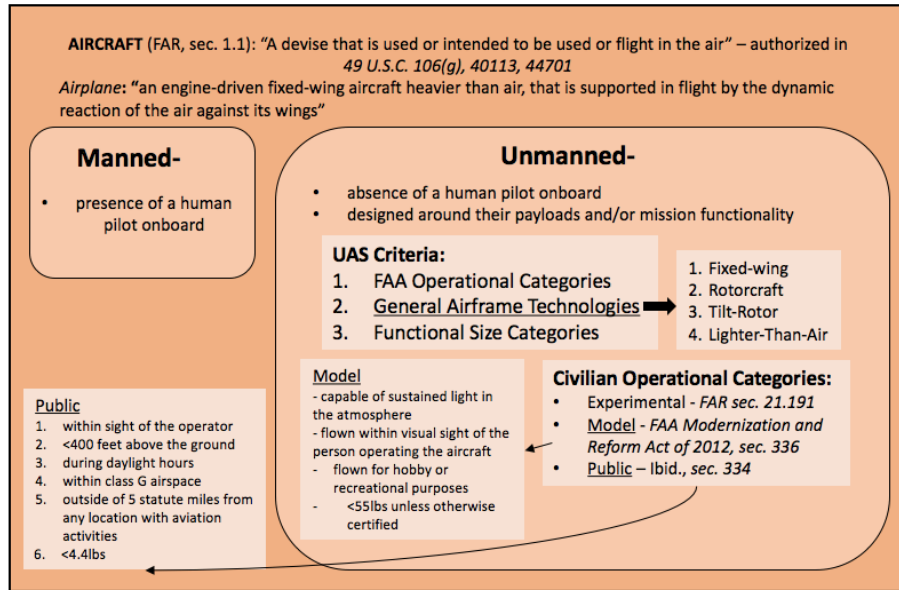 AIRCRAFT (FAR, sec. 1.1): “A devise that is used or intended to be used or flight in the air” – authorized in
49 U.S.C. 106(g), 40113, 44701
Airplane: “an engine-driven fixed-wing aircraft heavier than air, that is supported in flight by the dynamic
reaction of the air against its wings”
Manned-
• presence of a human
pilot onboard
Unmanned-
• absence of a human pilot onboard
• designed around their payloads and/or mission functionality
UAS Criteria:
1. FAA Operational Categories
2. General Airframe Technologies
3. Functional Size Categories
1. Fixed-wing
2. Rotorcraft
3. Tilt-Rotor
4. Lighter-Than-Air
Public
1. within sight of the operator
2. <400 feet above the ground
3. during daylight hours
4. within class G airspace
5. outside of 5 statute miles from
any location with aviation
activities
6. <4.4lbs
Model
- capable of sustained light in
the atmosphere
- flown within visual sight of the
person operating the aircraft
- flown for hobby or
recreational purposes
- <55lbs unless otherwise
certified
Civilian Operational Categories:
• Experimental - FAR sec. 21.191
• Model - FAA Modernization and
Reform Act of 2012, sec. 336
• Public – Ibid., sec. 334